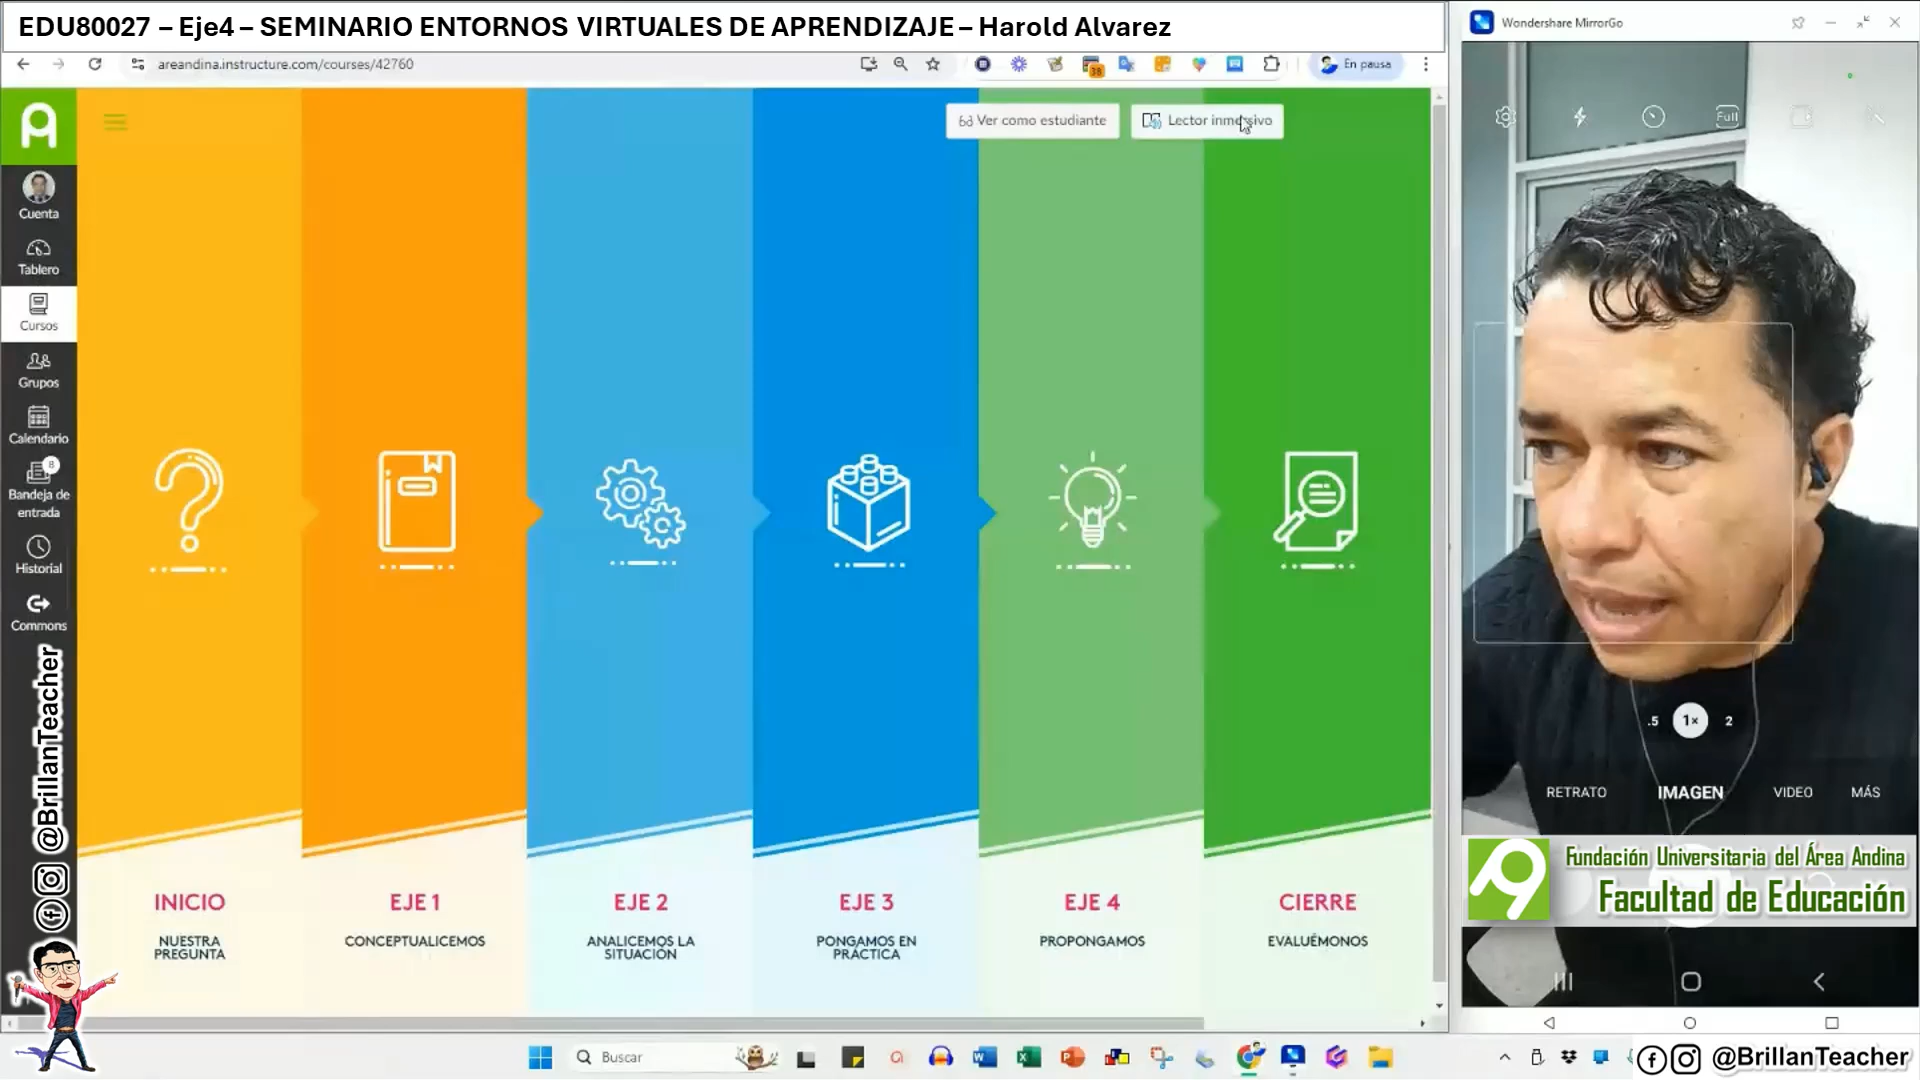 EDU80027 – Eje4 – SEMINARIO ENTORNOS VIRTUALES DE APRENDIZAJE – Harold Alvarez
Wondershare MirrorGo
areandina.instructure.com/courses/42760
38
En pausa
Ver como estudiante
Lector inmersivo
Full
Cuenta
Tablero
Cursos
Grupos
Calendario
8
Bandeja de
entrada
Historial
Commons
@BrillanTeacher
.5
1×
2
RETRATO
IMAGEN
VIDEO
MÁS
Fundación Universitaria del Área Andina
Facultad de Educación
INICIO
NUESTRA
PREGUNTA
EJE 1
CONCEPTUALICEMOS
EJE 2
ANALICEMOS LA
SITUACIÓN
EJE 3
PONGAMOS EN
PRÁCTICA
EJE 4
PROPONGAMOS
CIERRE
EVALUÉMONOS
Buscar
@BrillanTeacher